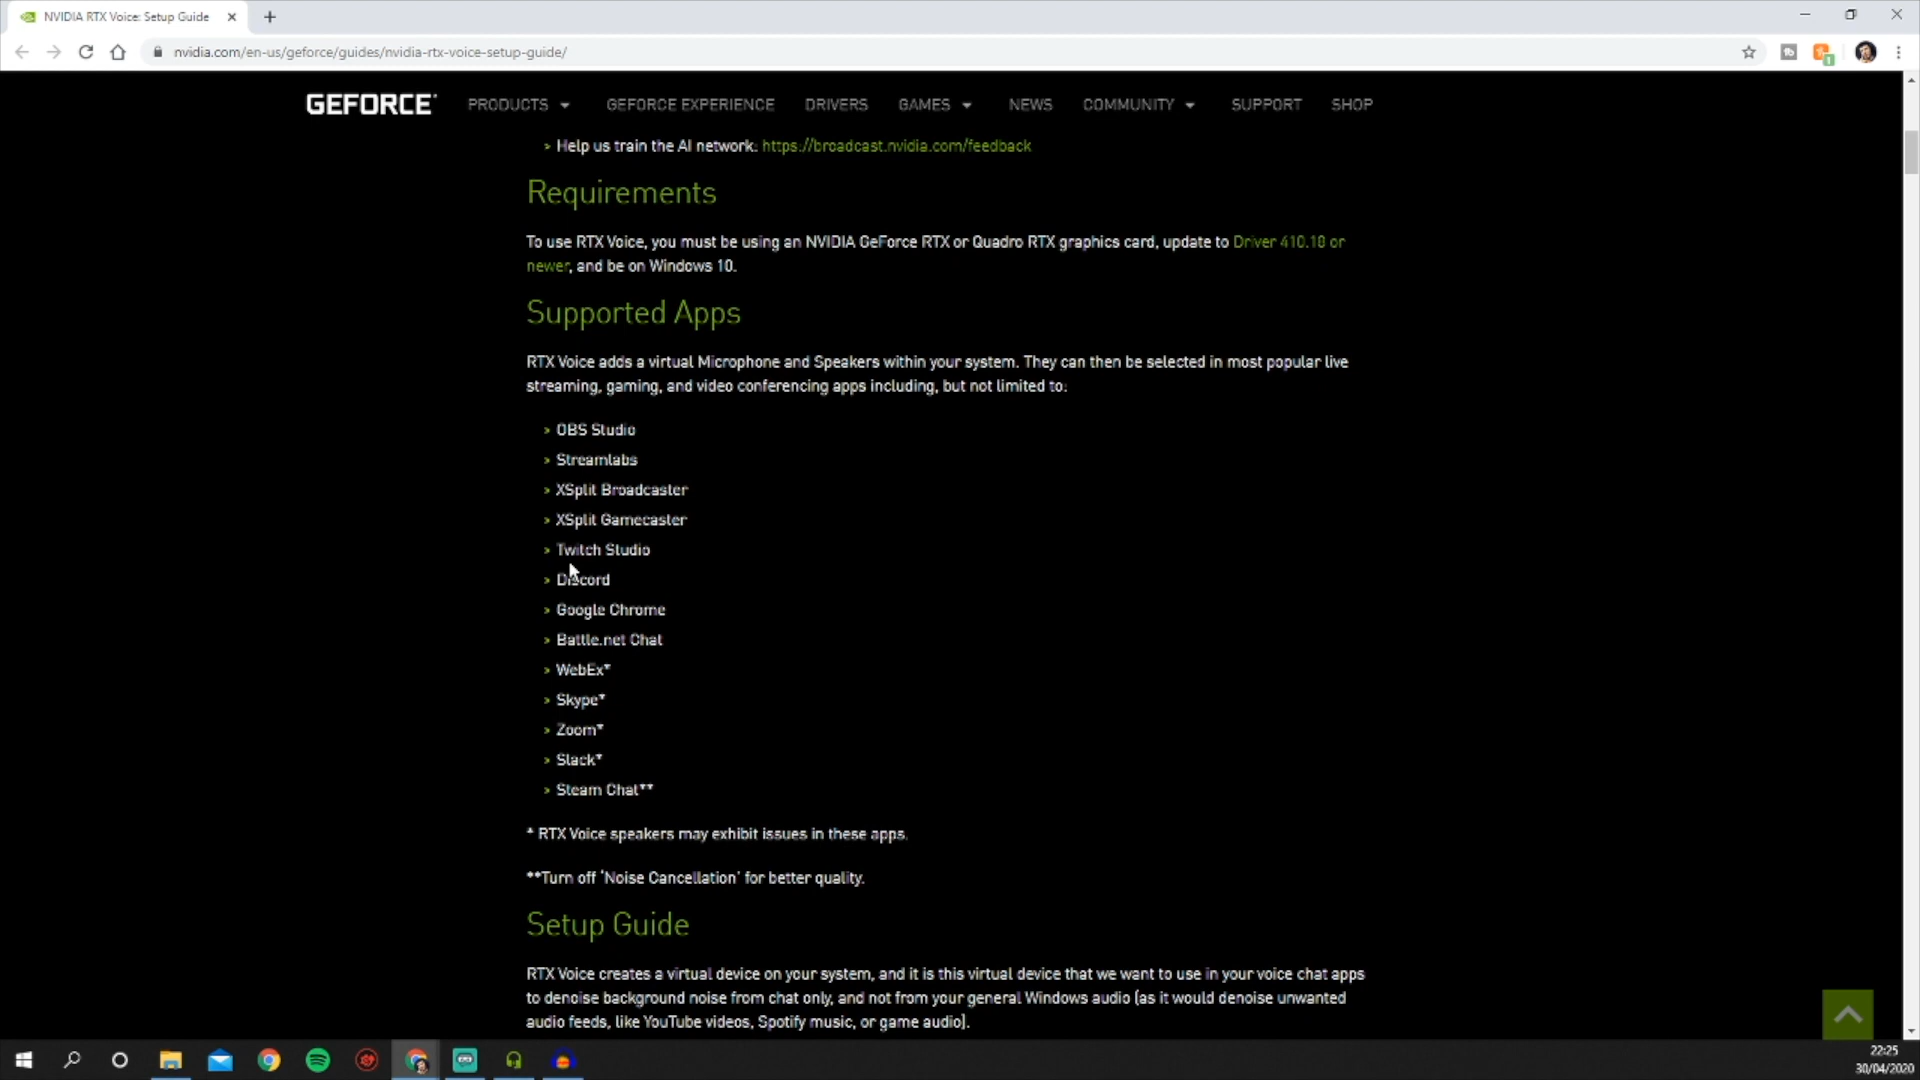 NVIDIA RTX Voice: Setup Guide
nvidia.com/en-us/geforce/guides/nvidia-rtx-voice-setup-guide/
GEFORCE PRODUCTS GEFORCE EXPERIENCE DRIVERS GAMES NEWS COMMUNITY SUPPORT SHOP
> Help us train the AI network: https://broadcast.nvidia.com/feedback
Requirements
To use RTX Voice, you must be using an NVIDIA GeForce RTX or Quadro RTX graphics card, update to Driver 410.18 or
newer, and be on Windows 10.
Supported Apps
RTX Voice adds a virtual Microphone and Speakers within your system. They can then be selected in most popular live
streaming, gaming, and video conferencing apps including, but not limited to:
> OBS Studio
> Streamlabs
> XSplit Broadcaster
> XSplit Gamecaster
> Twitch Studio
> Discord
> Google Chrome
> Battle.net Chat
> WebEx*
> Skype*
> Zoom*
> Slack*
> Steam Chat**
* RTX Voice speakers may exhibit issues in these apps.
**Turn off 'Noise Cancellation' for better quality.
Setup Guide
RTX Voice creates a virtual device on your system, and it is this virtual device that we want to use in your voice chat apps
to denoise background noise from chat only, and not from your general Windows audio (as it would denoise unwanted
audio feeds, like YouTube videos, Spotify music, or game audio).
22:25
30/04/2020